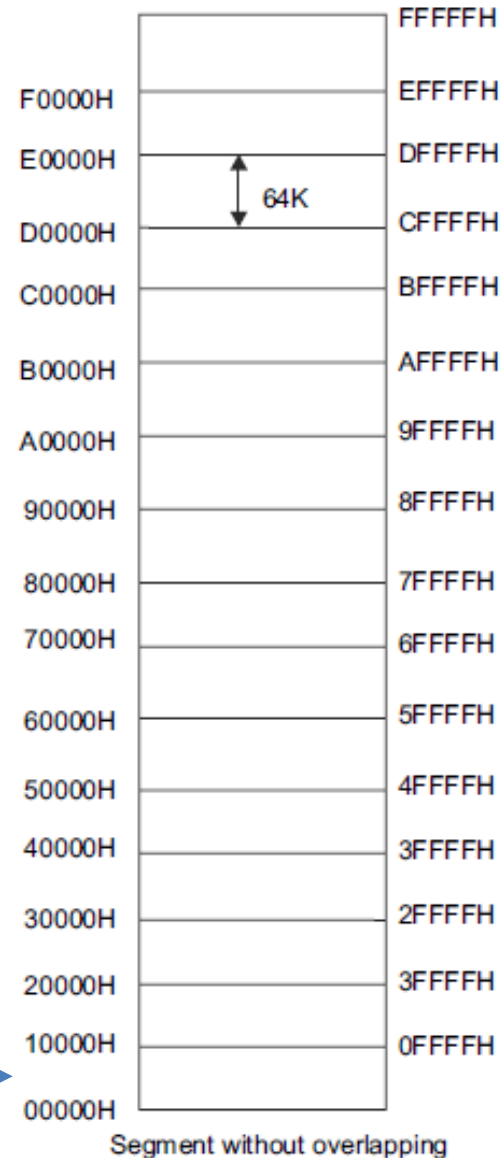 FFFFFH
F0000H EFFFFH
E0000H DFFFFH
64K
D0000H CFFFFH
C0000H BFFFFH
B0000H AFFFFH
A0000H 9FFFFH
90000H 8FFFFH
80000H 7FFFFH
70000H 6FFFFH
60000H 5FFFFH
50000H 4FFFFH
40000H 3FFFFH
30000H 2FFFFH
20000H 3FFFFH
10000H 0FFFFH
00000H
Segment without overlapping